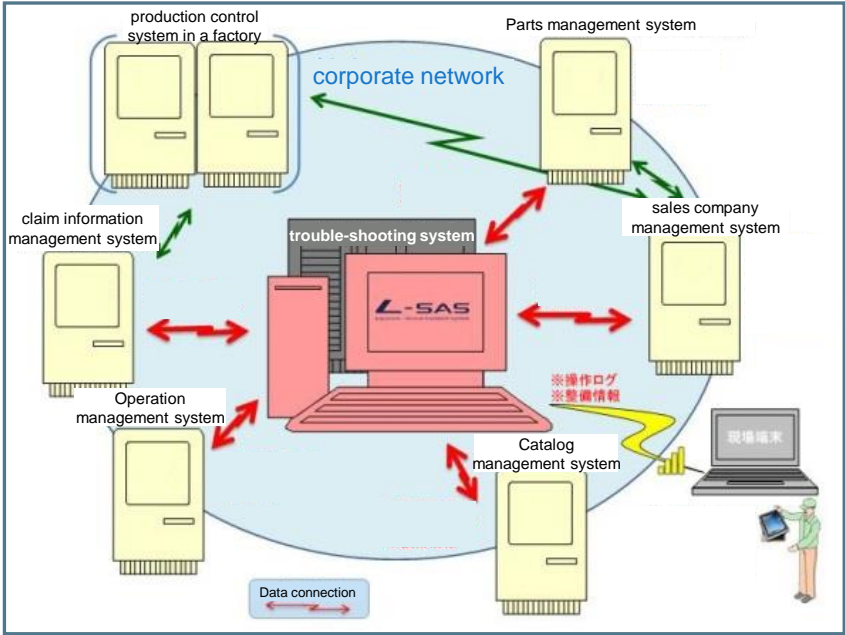 production control
system in a factory
Parts management system
corporate network
claim information
management system
trouble-shooting system
sales company
management system
L-SAS
※操作ログ
※整備情報
Operation
management system
現場端末
Catalog
management system
Data connection